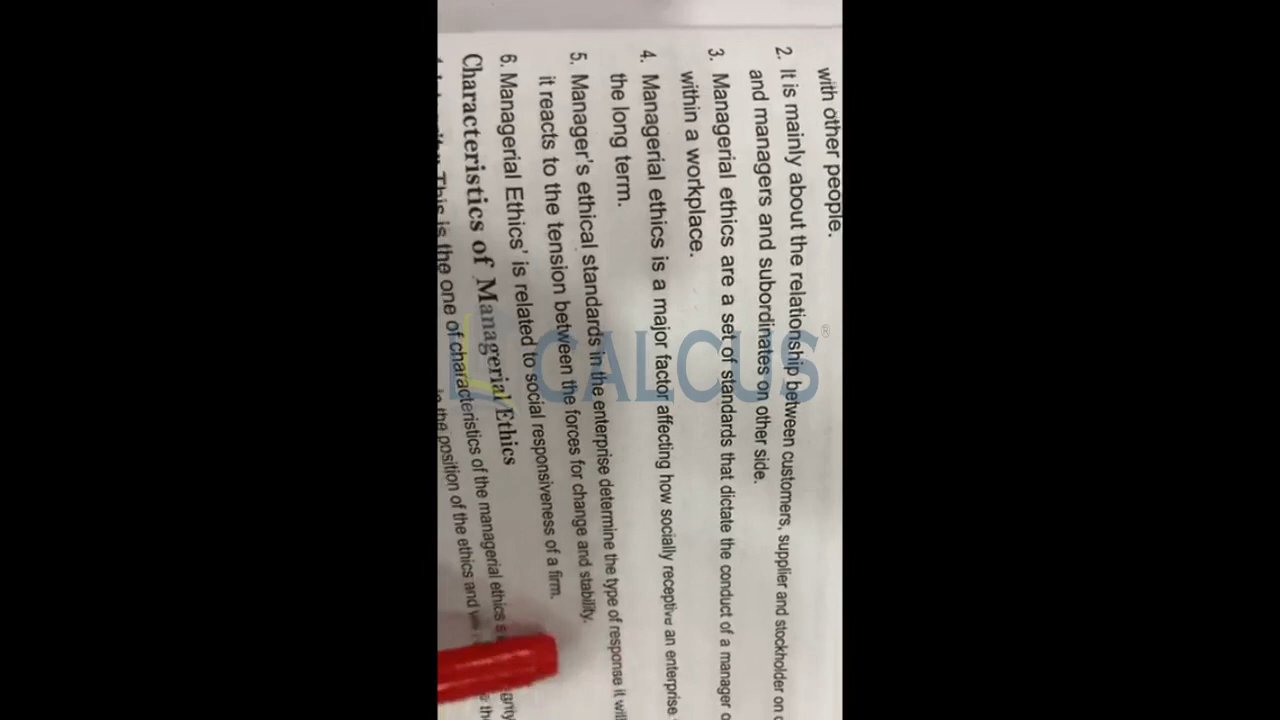 with other people.
2. It is mainly about the relationship between customers, supplier and stockholder on
and managers and subordinates on other side.
3. Managerial ethics are a set of standards that dictate the conduct of a manager
within a workplace.
4. Managerial ethics is a major factor affecting how socially receptive an enterprise
the long term.
5. Manager's ethical standards in the enterprise determine the type of response it will
it reacts to the tension between the forces for change and stability.
6. Managerial Ethics' is related to social responsiveness of a firm.
Characteristics of Managerial Ethics
This is the one of characteristics of the managerial ethics
the position of the ethics and
CALCUS